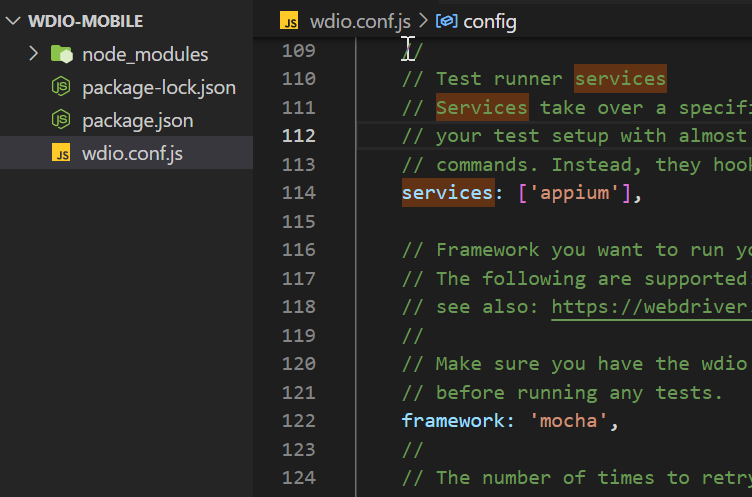 WDIO-MOBILE
node_modules
package-lock.json
package.json
JS wdio.conf.js
JS wdio.conf.js > config
109 //
110 // Test runner services
111 // Services take over a specifi
112 // your test setup with almost
113 // commands. Instead, they hook
114 services: ['appium'],
115
116 // Framework you want to run yo
117 // The following are supported
118 // see also: https://webdriver.
119 //
120 // Make sure you have the wdio
121 // before running any tests.
122 framework: 'mocha',
123 //
124 // The number of times to retry